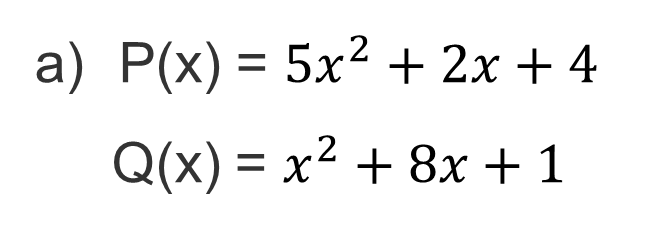 a) P(x) = 5x² + 2x + 4
Q(x) = x² + 8x + 1